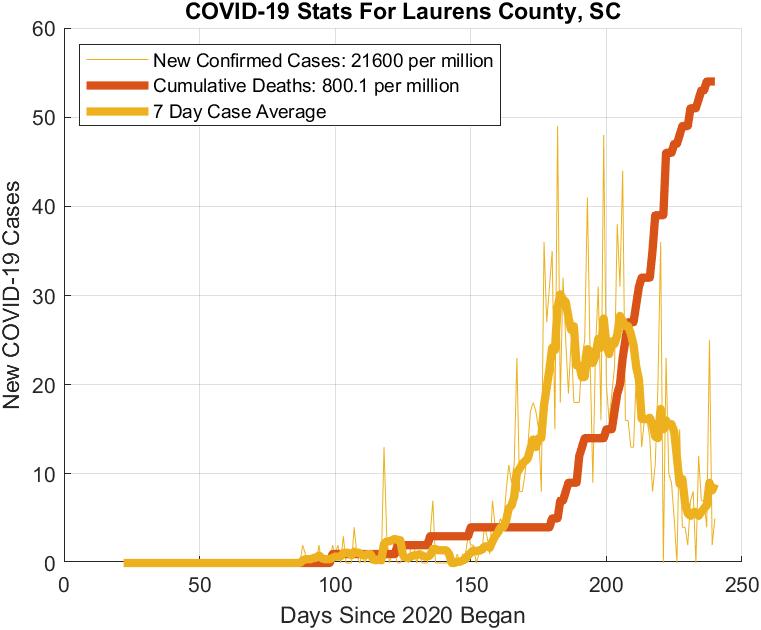 COVID-19 Stats For Laurens County, SC
New Confirmed Cases: 21600 per million
Cumulative Deaths: 800.1 per million
7 Day Case Average
New COVID-19 Cases
60
50
40
30
20
10
0
0 50 100 150 200 250
Days Since 2020 Began